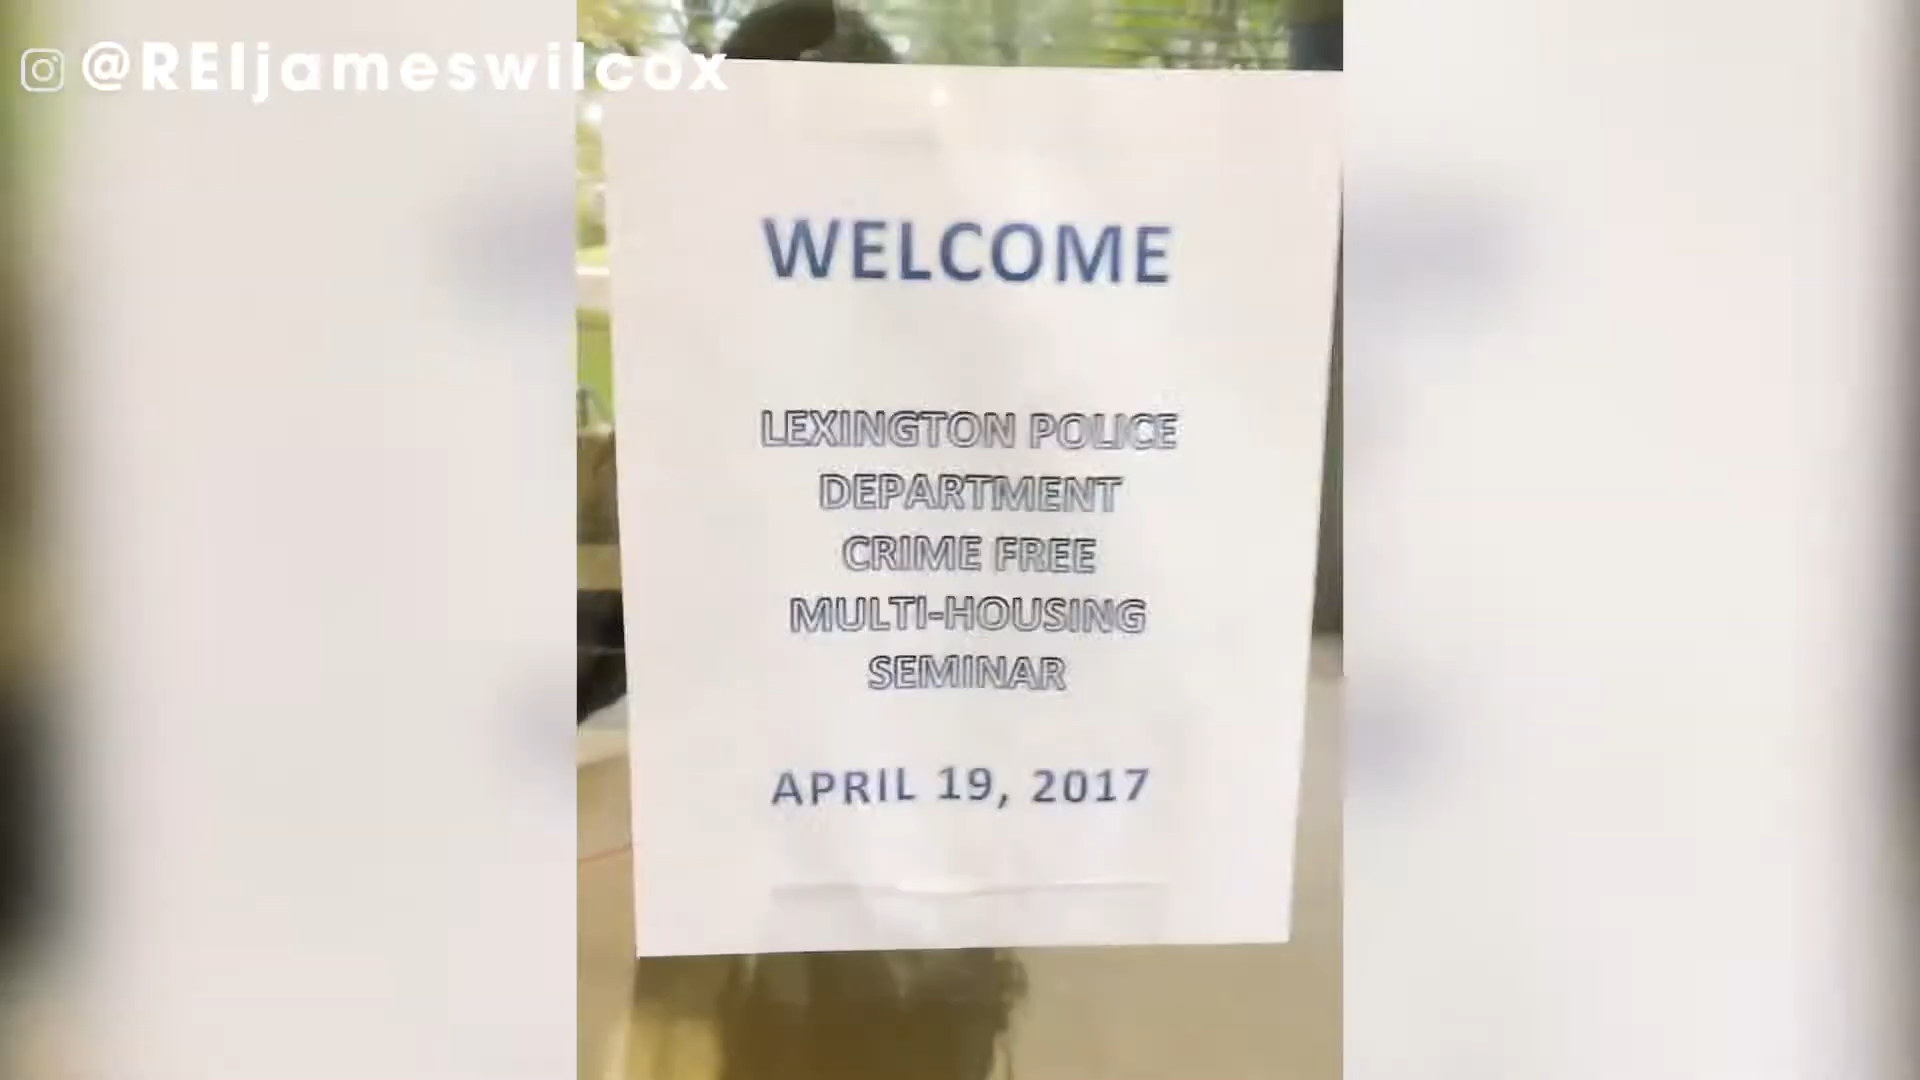 @REIjameswilcox
WELCOME
LEXINGTON POLICE
DEPARTMENT
CRIME FREE
MULTI-HOUSING
SEMINAR
APRIL 19, 2017